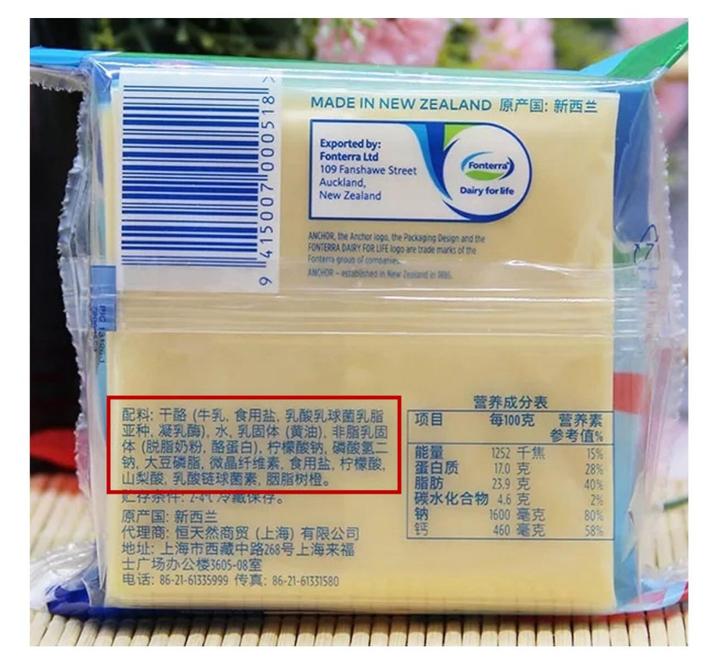 9 415007 000518 >
MADE IN NEW ZEALAND 原产国: 新西兰
Exported by:
Fonterra Ltd
109 Fanshawe Street
Auckland,
New Zealand
Fonterra
Dairy for life
ANCHOR, the Anchor logo, the Packaging Design and the
FONTERRA DAIRY FOR LIFE logo are trade marks of the
Fonterra group of companies.
ANCHOR – established in New Zealand in 1886.
配料: 干酪 (牛乳, 食用盐, 乳酸乳球菌乳脂
亚种, 凝乳酶), 水, 乳固体 (黄油), 非脂乳固
体 (脱脂奶粉, 酪蛋白), 柠檬酸钠, 磷酸氢二
钠, 大豆磷脂, 微晶纤维素, 食用盐, 柠檬酸,
山梨酸, 乳酸链球菌素, 胭脂树橙。
贮存条件: 2-4℃冷藏保存。
原产国: 新西兰
代理商: 恒天然商贸 (上海) 有限公司
地址: 上海市西藏中路268号上海来福
士广场办公楼3605-08室
电话: 86-21-61335999 传真: 86-21-61331580
营养成分表
项目 每100克 营养素
参考值%
能量 1252 千焦 15%
蛋白质 17.0 克 28%
脂肪 23.9 克 40%
碳水化合物 4.6 克 2%
钠 1600 毫克 80%
钙 460 毫克 58%